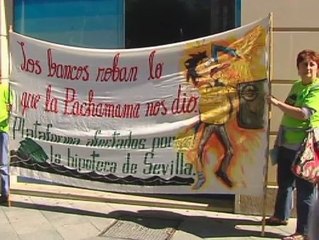 Los bancos roban lo
que la Pachamama nos dio
Plataforma afectados por
la hipoteca de Sevilla.